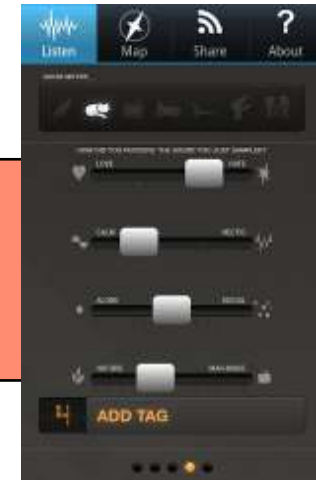 Listen Map Share ? About
LOVE HATE
CALM HECTIC
ALONE SOCIAL
NATURE MAN-MADE
ADD TAG